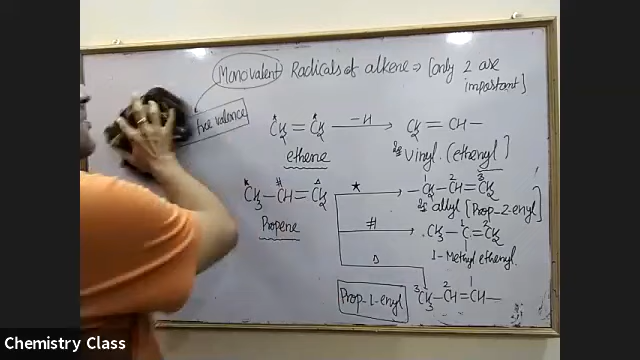 Monovalent Radicals of alkene ⇒ [only 2 are
important]
free valence
CH2 = CH2 —H→ CH2 = CH—
ethene
vinyl (ethenyl)
CH3 — CH = CH2 ★→ —CH2—CH=CH2
Propene
allyl [Prop-2-enyl]
#→ CH3—C=CH2
1-Methyl ethenyl.
Δ
Prop-1-enyl CH3—CH=CH—
Chemistry Class